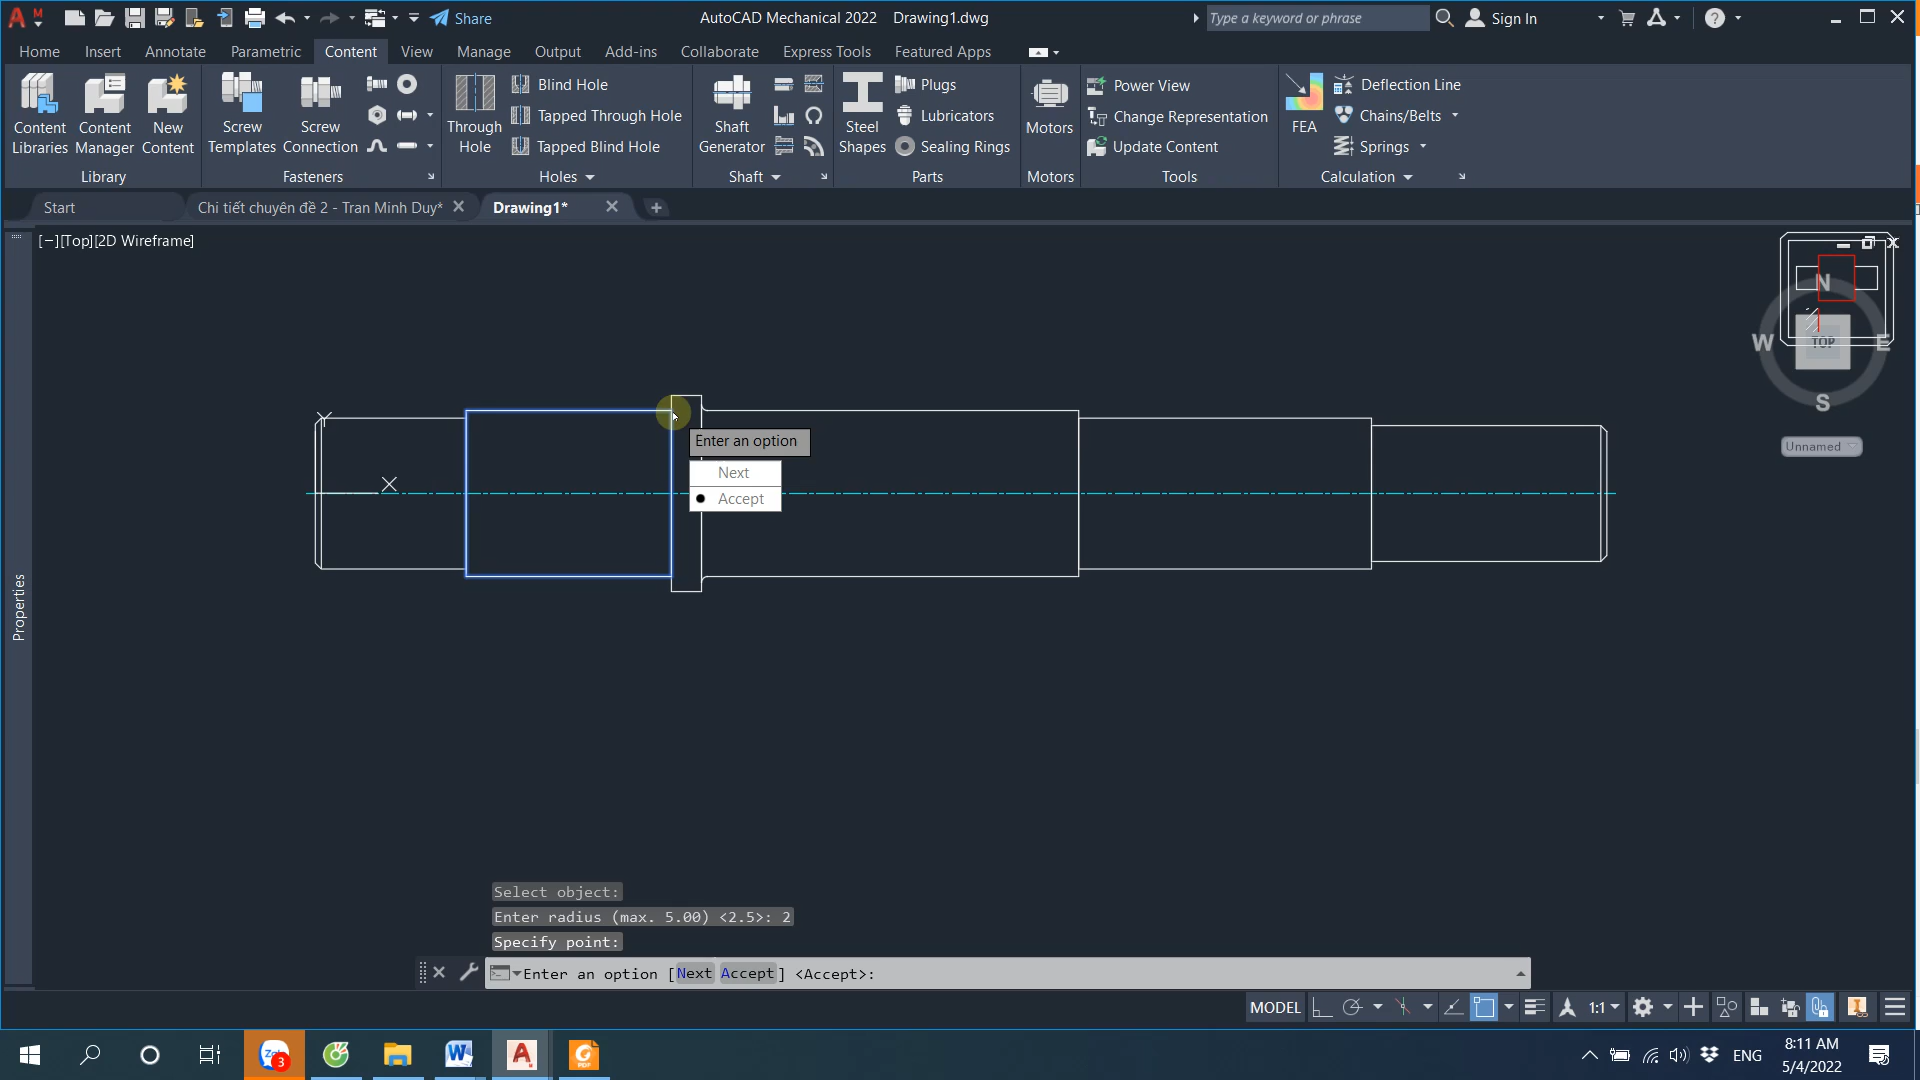 Share
AutoCAD Mechanical 2022 Drawing1.dwg
Type a keyword or phrase
Sign In
Home Insert Annotate Parametric Content View Manage Output Add-ins Collaborate Express Tools Featured Apps
Content Libraries
Content Manager
New Content
Library
Screw Templates
Screw Connection
Fasteners
Through Hole
Blind Hole
Tapped Through Hole
Tapped Blind Hole
Holes
Shaft Generator
Shaft
Steel Shapes
Plugs
Lubricators
Sealing Rings
Parts
Motors
Motors
Power View
Change Representation
Update Content
Tools
FEA
Deflection Line
Chains/Belts
Springs
Calculation
Start
Chi tiết chuyên đề 2 - Tran Minh Duy*
Drawing1*
[−][Top][2D Wireframe]
N
W
TOP
E
S
Unnamed
Y
X
Enter an option
Next
Accept
Properties
Select object:
Enter radius (max. 5.00) <2.5>: 2
Specify point:
Enter an option [Next Accept] <Accept>:
MODEL
1:1
3
ENG
8:11 AM
5/4/2022